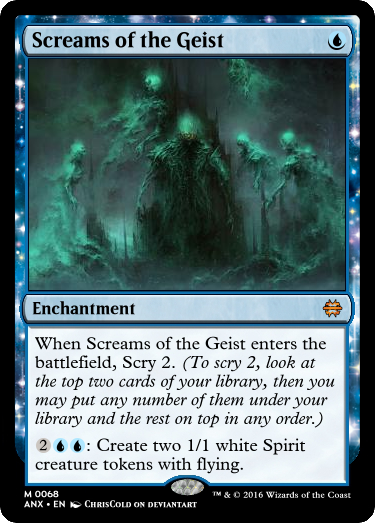 Screams of the Geist
Enchantment
When Screams of the Geist enters the
battlefield, Scry 2. (To scry 2, look at
the top two cards of your library, then you
may put any number of them under your
library and the rest on top in any order.)
2: Create two 1/1 white Spirit
creature tokens with flying.
M 0068
ANX • EN ChrisCold on deviantart
™ & © 2016 Wizards of the Coast